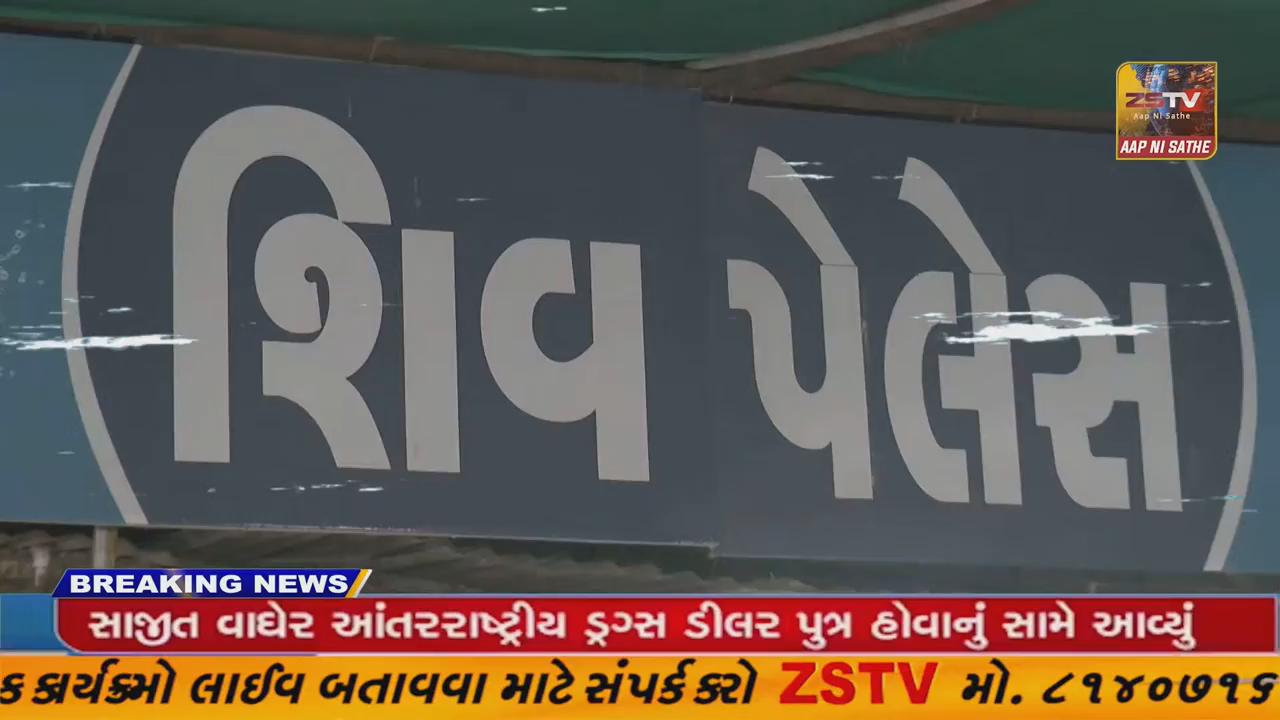 ZSTV
Aap Ni Sathe
AAP NI SATHE
શિવ પેલેસ
BREAKING NEWS
સાજીત વાઘેર આંતરરાષ્ટ્રીય ડ્રગ્સ ડીલર પુત્ર હોવાનું સામે આવ્યું
ક કાર્યક્રમો લાઈવ બતાવવા માટે સંપર્ક કરો ZSTV મો. ૮૧૪૦૭૧૬